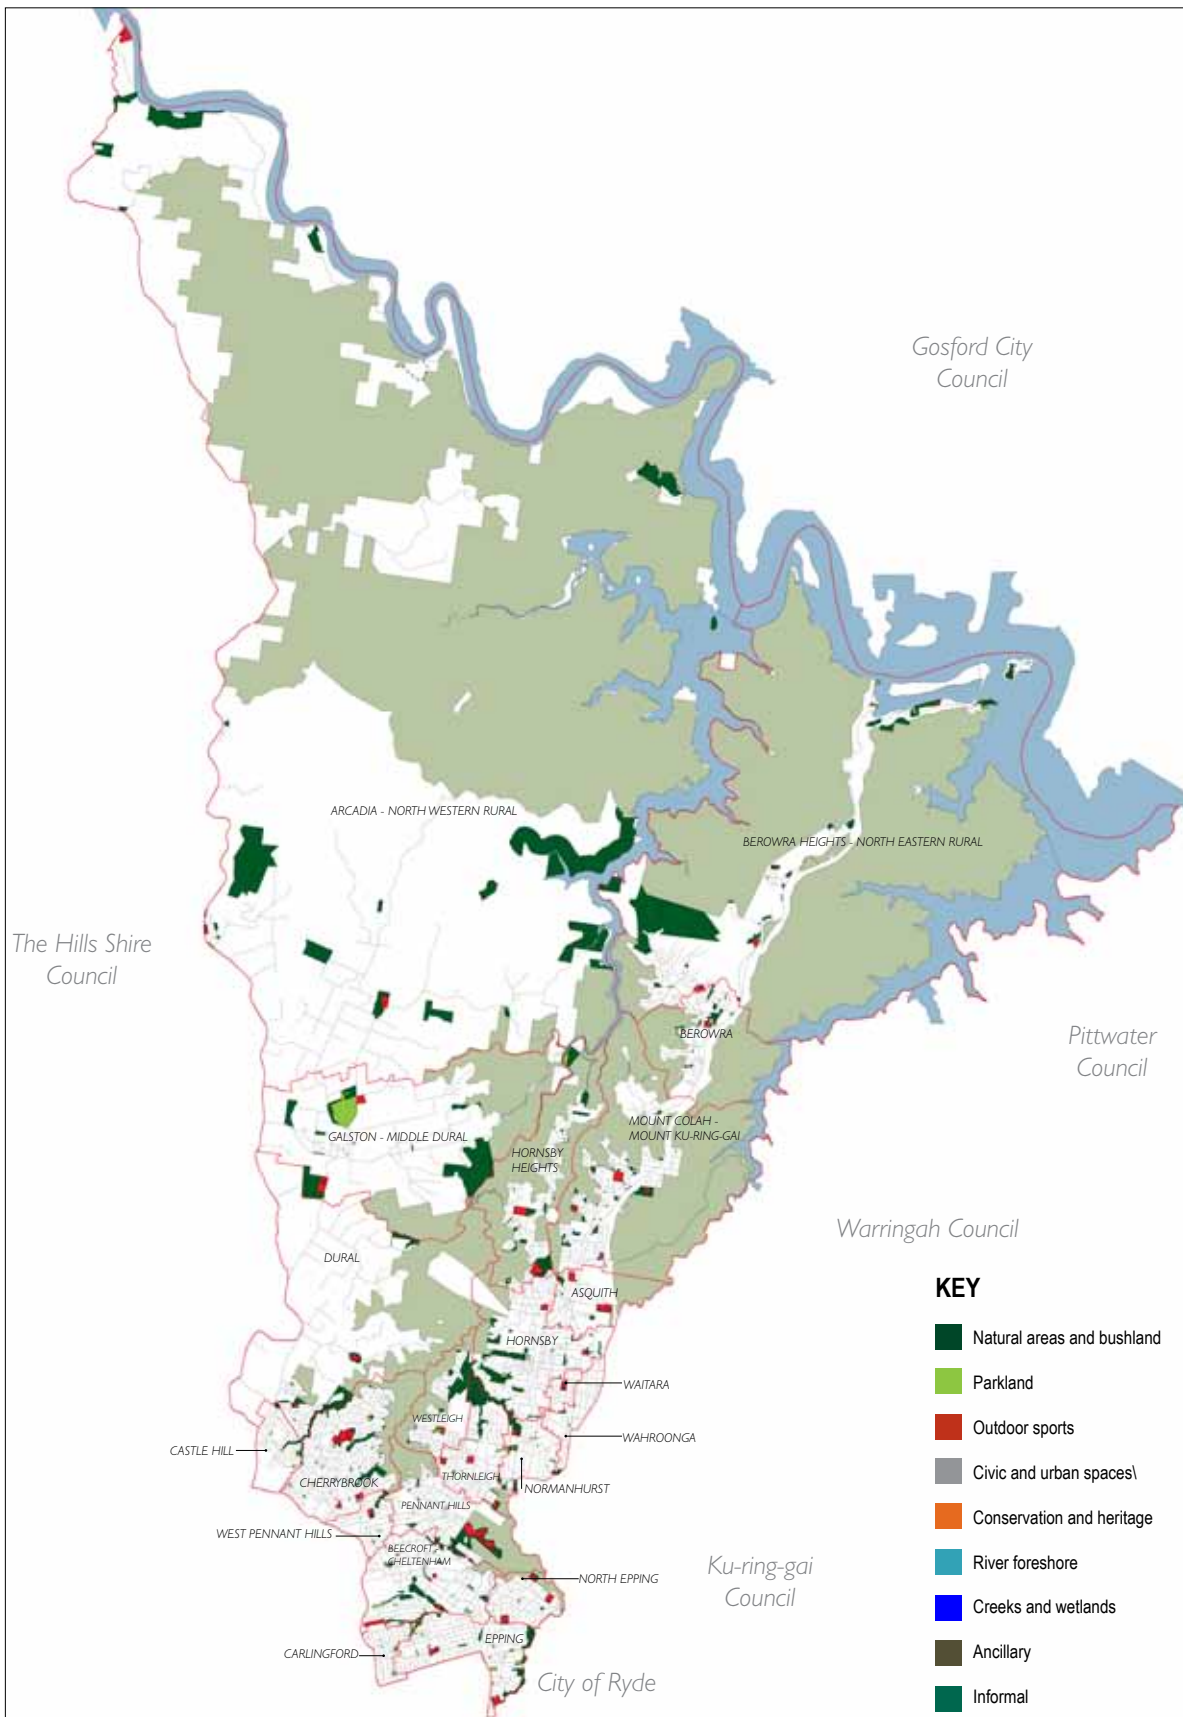 Gosford City
Council
ARCADIA - NORTH WESTERN RURAL
BEROWRA HEIGHTS - NORTH EASTERN RURAL
The Hills Shire
Council
BEROWRA
Pittwater
Council
MOUNT COLAH -
MOUNT KU-RING-GAI
GALSTON - MIDDLE DURAL
HORNSBY
HEIGHTS
Warringah Council
DURAL
ASQUITH
HORNSBY
WAITARA
WESTLEIGH
WAHROONGA
CASTLE HILL
CHERRYBROOK
THORNLEIGH
NORMANHURST
PENNANT HILLS
WEST PENNANT HILLS
BEECROFT -
CHELTENHAM
NORTH EPPING
Ku-ring-gai
Council
EPPING
CARLINGFORD
City of Ryde
KEY
Natural areas and bushland
Parkland
Outdoor sports
Civic and urban spaces\
Conservation and heritage
River foreshore
Creeks and wetlands
Ancillary
Informal